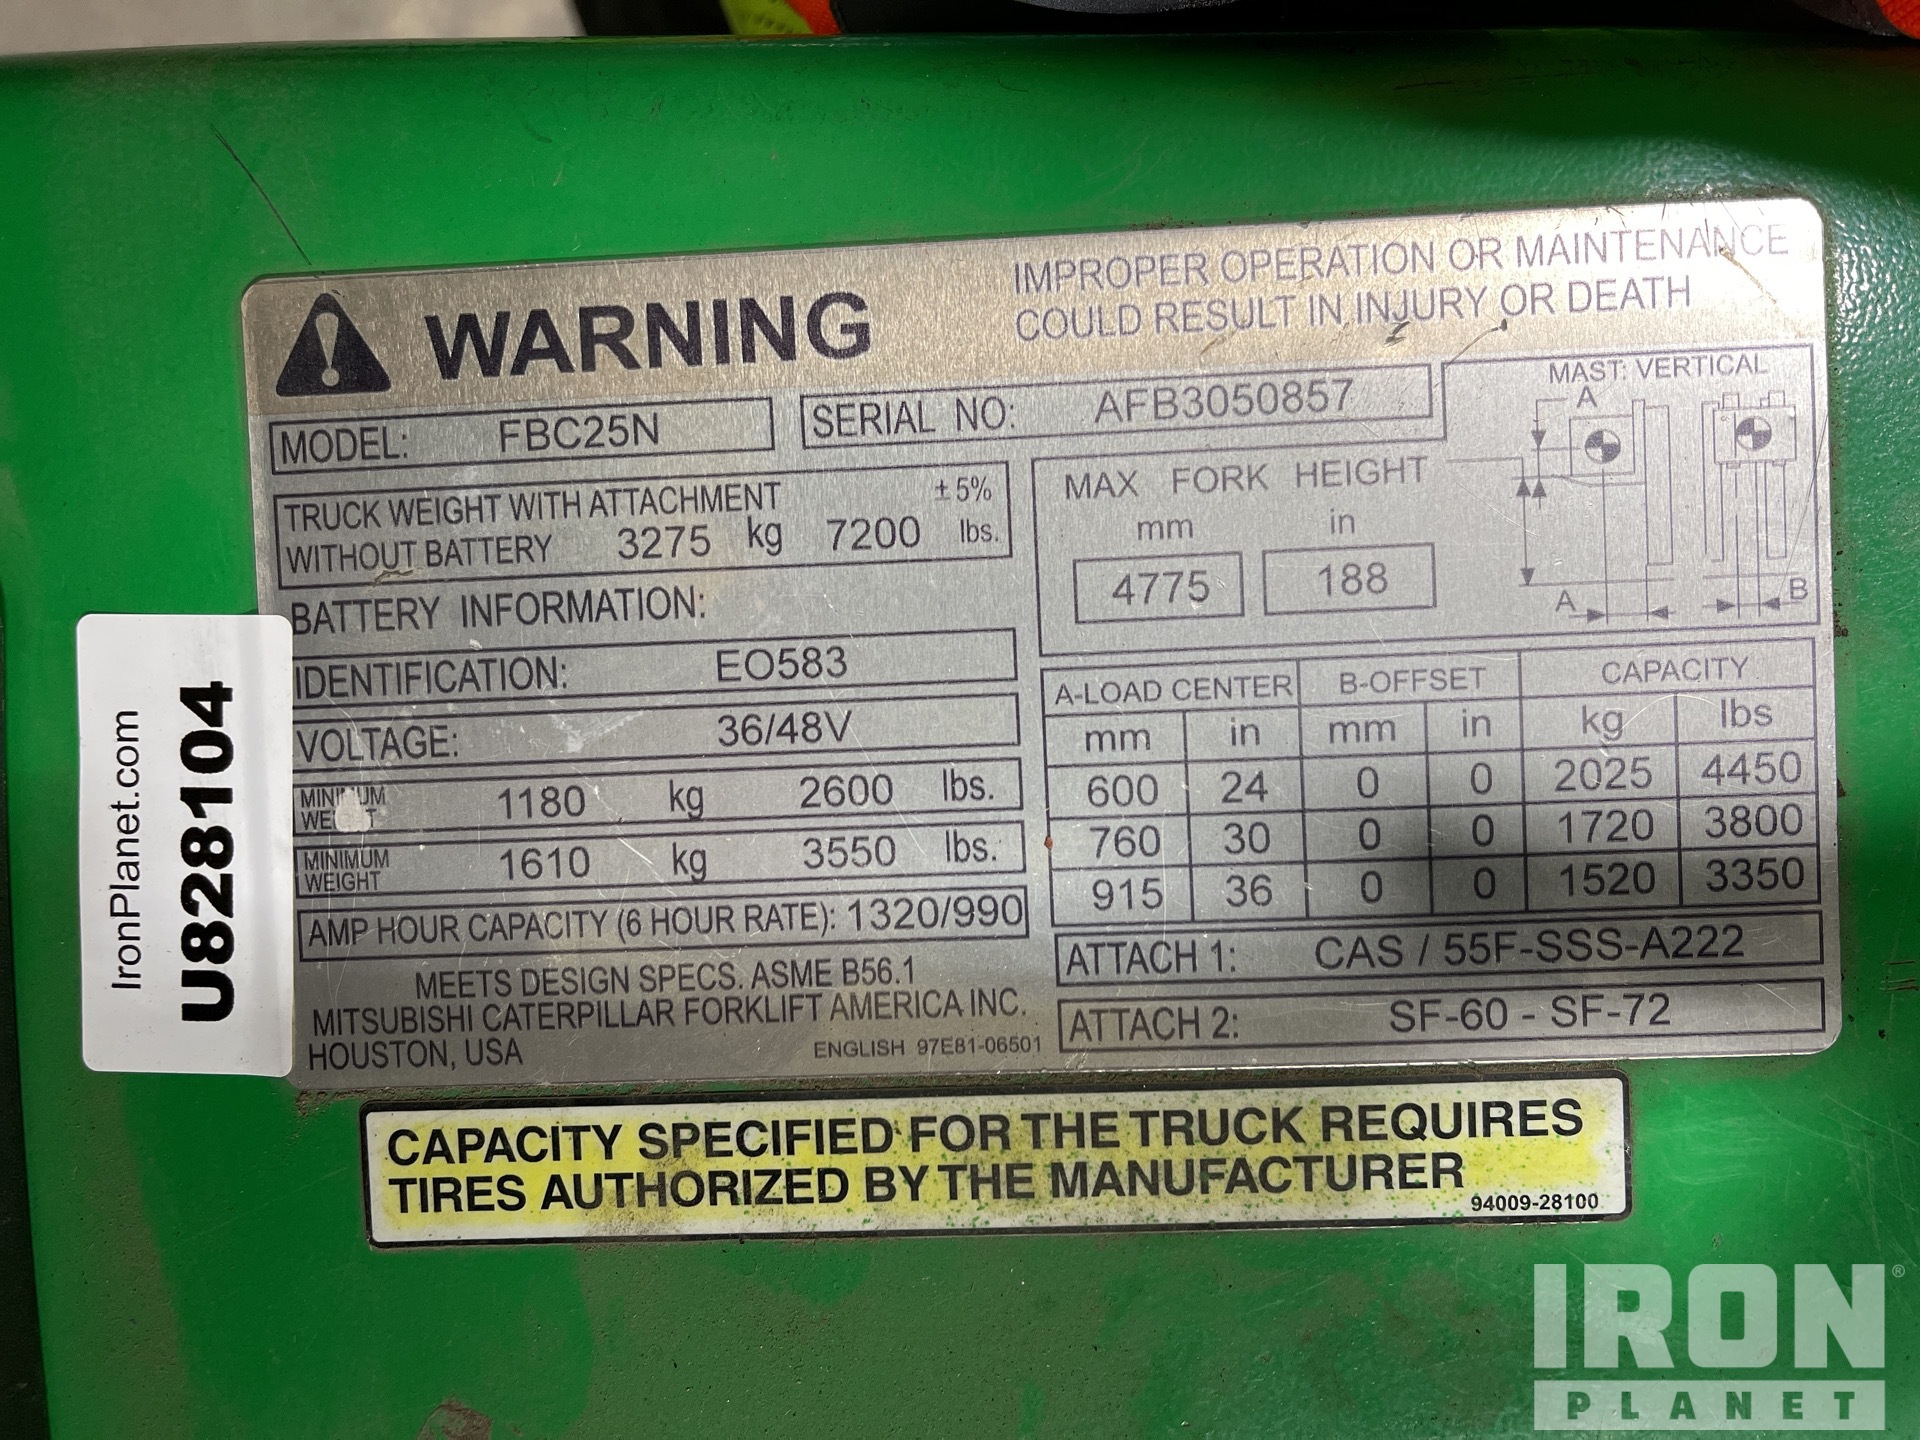 WARNING
IMPROPER OPERATION OR MAINTENANCE
COULD RESULT IN INJURY OR DEATH
MODEL: FBC25N
SERIAL NO: AFB3050857
MAST: VERTICAL
A
A
B
TRUCK WEIGHT WITH ATTACHMENT ±5%
WITHOUT BATTERY 3275 kg 7200 lbs.
MAX FORK HEIGHT
mm in
4775 188
BATTERY INFORMATION:
IDENTIFICATION: EO583
VOLTAGE: 36/48V
MINIMUM
WEIGHT 1180 kg 2600 lbs.
MINIMUM
WEIGHT 1610 kg 3550 lbs.
AMP HOUR CAPACITY (6 HOUR RATE): 1320/990
MEETS DESIGN SPECS. ASME B56.1
MITSUBISHI CATERPILLAR FORKLIFT AMERICA INC.
HOUSTON, USA
ENGLISH 97E81-06501
A-LOAD CENTER B-OFFSET CAPACITY
mm in mm in kg lbs
600 24 0 0 2025 4450
760 30 0 0 1720 3800
915 36 0 0 1520 3350
ATTACH 1: CAS / 55F-SSS-A222
ATTACH 2: SF-60 - SF-72
IronPlanet.com
U828104
CAPACITY SPECIFIED FOR THE TRUCK REQUIRES
TIRES AUTHORIZED BY THE MANUFACTURER
94009-28100
IRON®
PLANET